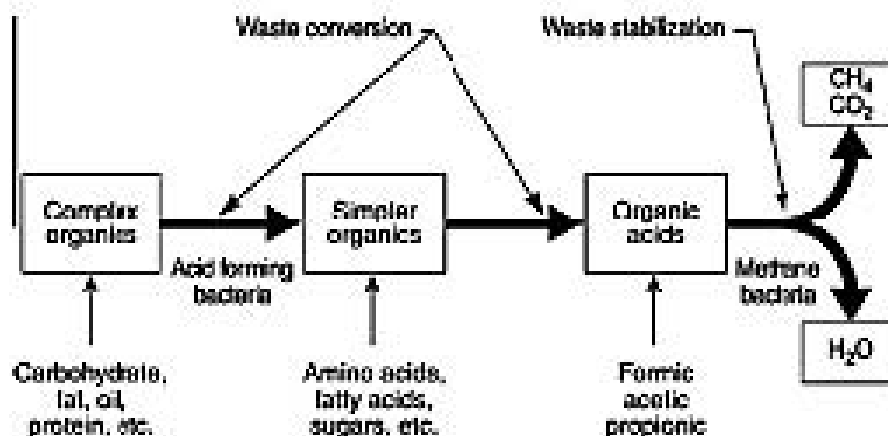 Waste conversion
Waste stabilization
CH4
CO2
Complex
organics
Simpler
organics
Organic
acids
Acid forming
bacteria
Methane
bacteria
H2O
Carbohydrate,
fat, oil,
protein, etc.
Amino acids,
fatty acids,
sugars, etc.
Formic
acetic
propionic